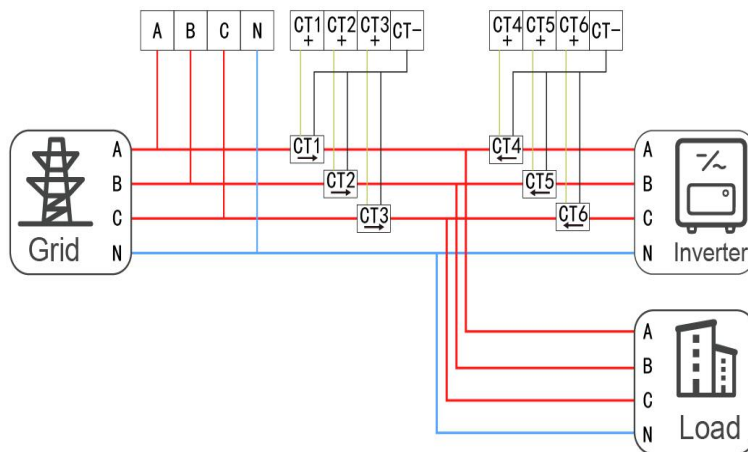 A B C N
CT1+ CT2+ CT3+ CT-
CT4+ CT5+ CT6+ CT-
A CT1 CT4 A
B CT2 CT5 B
C CT3 CT6 C
Grid N N Inverter
A
B
C
N Load